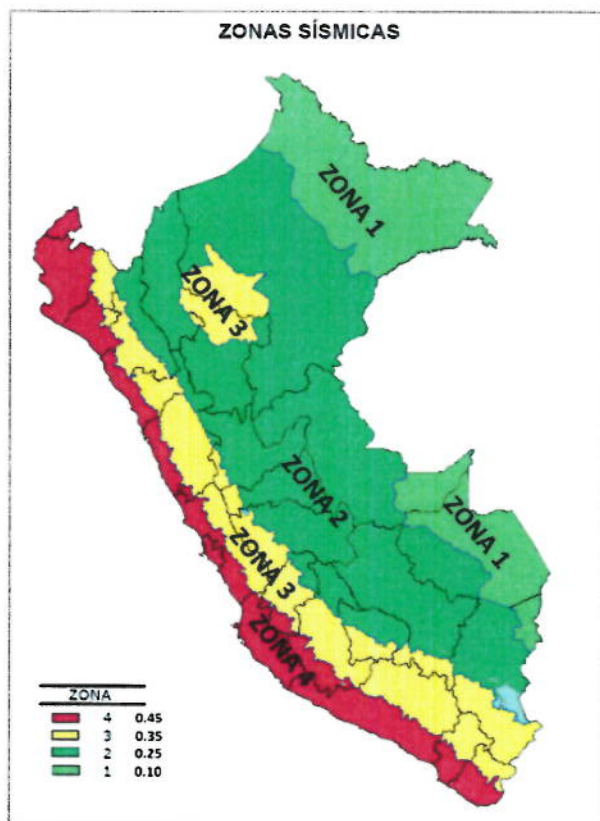 ZONAS SÍSMICAS
ZONA 1
ZONA 3
ZONA 2
ZONA 1
ZONA 3
ZONA 4
ZONA
4 0.45
3 0.35
2 0.25
1 0.10